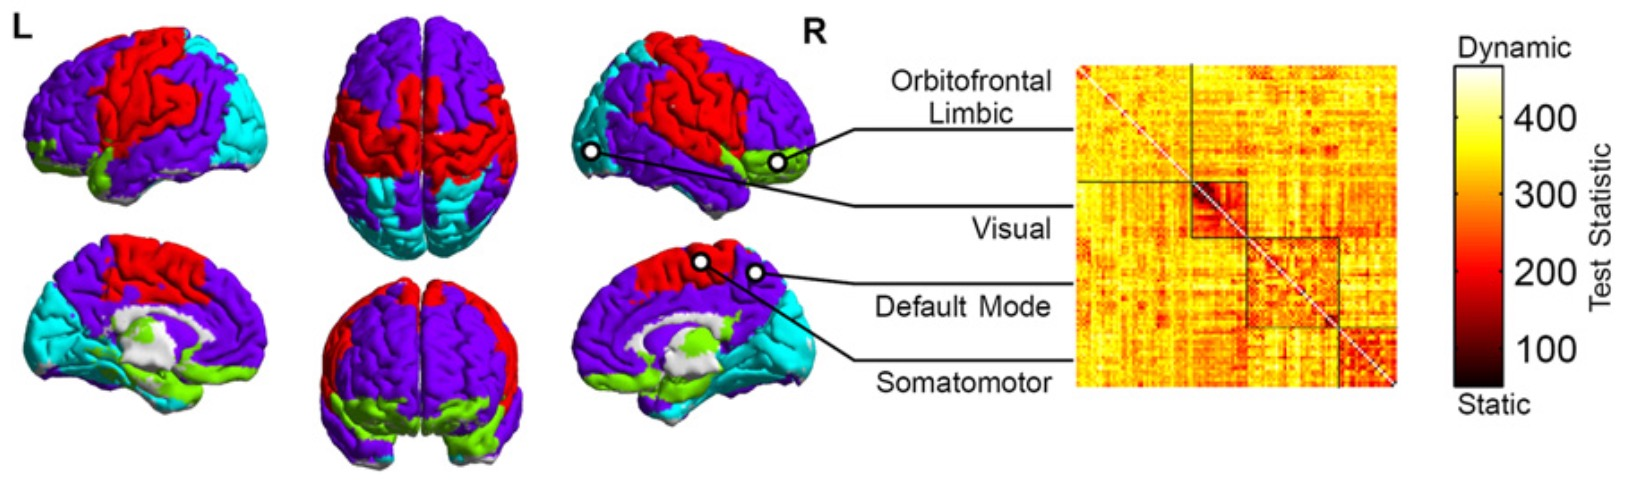 L
R
Orbitofrontal
Limbic
Visual
Default Mode
Somatomotor
Dynamic
400
300
200
100
Static
Test Statistic